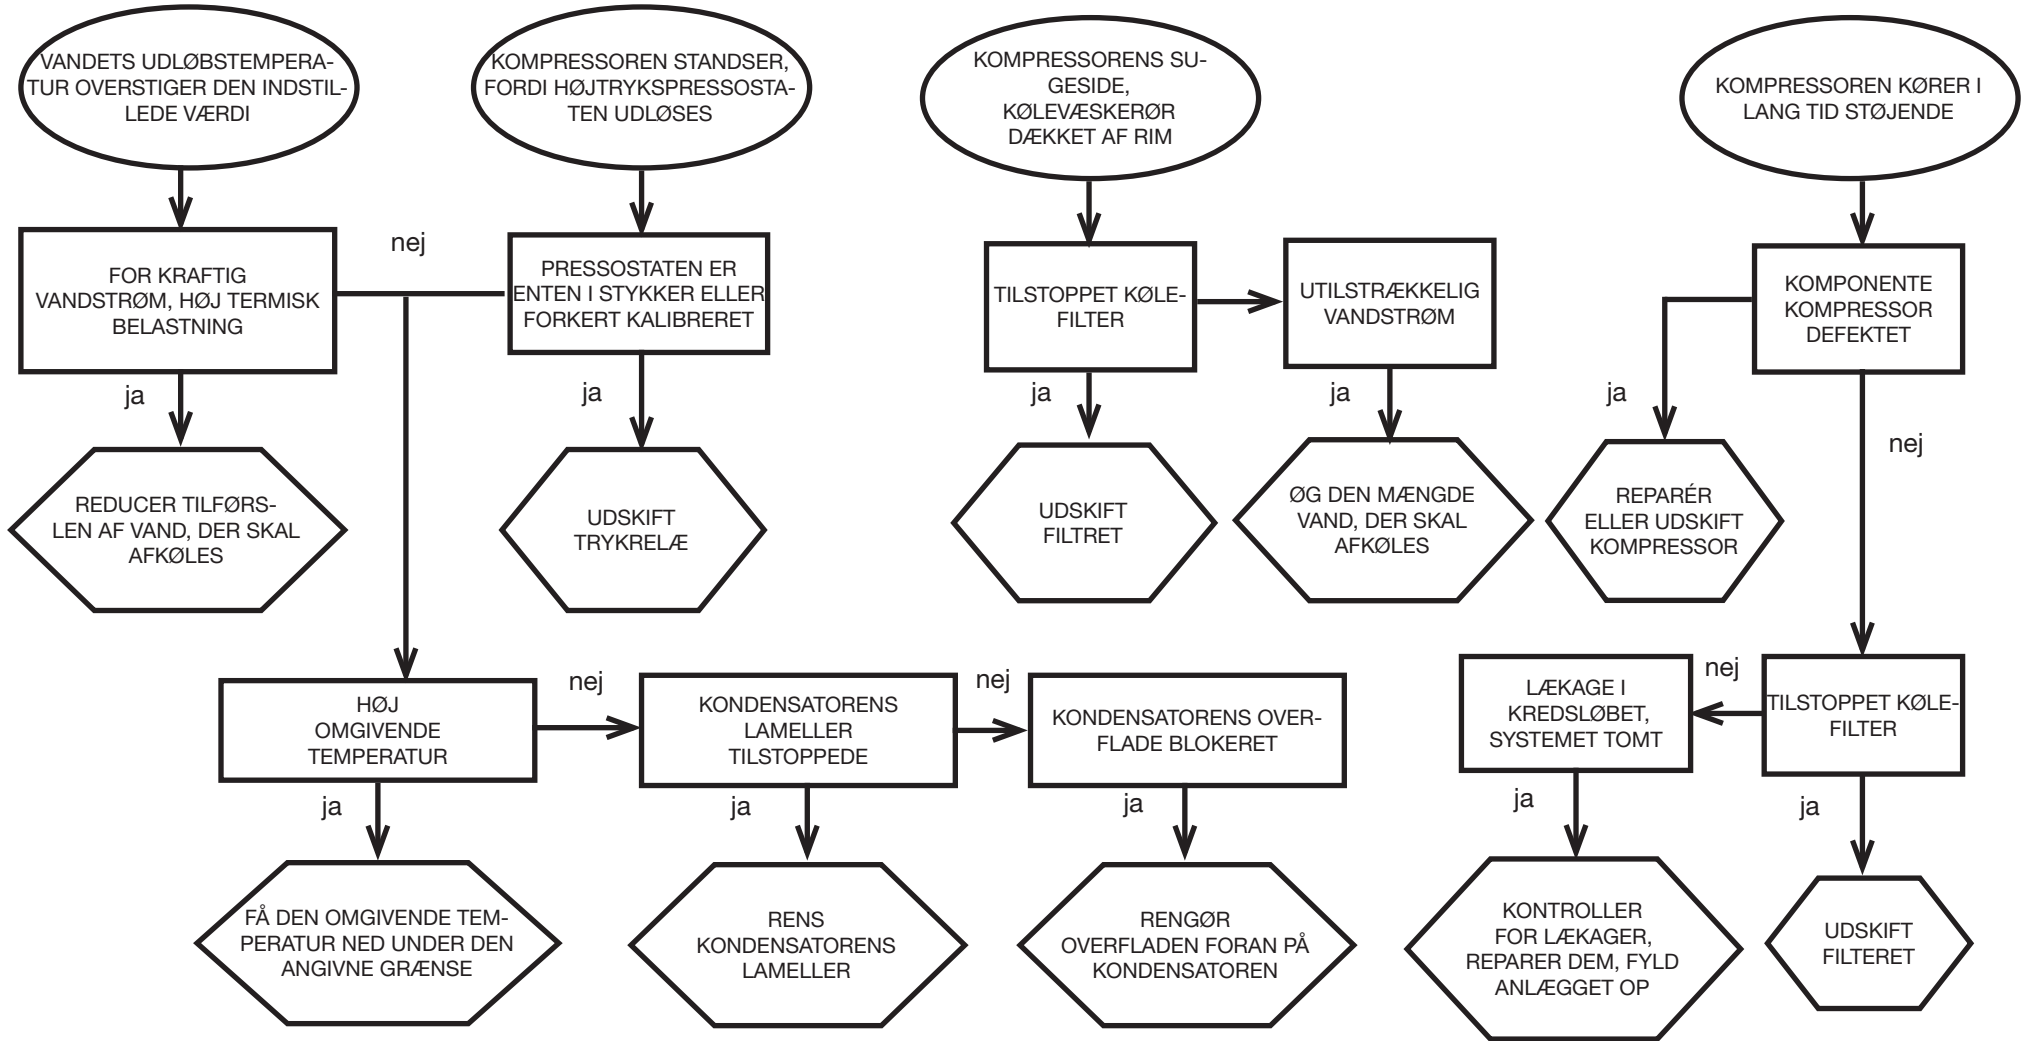 VANDETS UDLØBSTEMPERA-
TUR OVERSTIGER DEN INDSTIL-
LEDE VÆRDI
KOMPRESSOREN STANDSER,
FORDI HØJTRYKSPRESSOSTA-
TEN UDLØSES
KOMPRESSORENS SU-
GESIDE,
KØLEVÆSKERØR
DÆKKET AF RIM
KOMPRESSOREN KØRER I
LANG TID STØJENDE
FOR KRAFTIG
VANDSTRØM, HØJ TERMISK
BELASTNING
nej
PRESSOSTATEN ER
ENTEN I STYKKER ELLER
FORKERT KALIBRERET
TILSTOPPET KØLE-
FILTER
UTILSTRÆKKELIG
VANDSTRØM
KOMPONENTE
KOMPRESSOR
DEFEKTET
ja
ja
ja
ja
ja
nej
REDUCER TILFØRS-
LEN AF VAND, DER SKAL
AFKØLES
UDSKIFT
TRYKRELÆ
UDSKIFT
FILTRET
ØG DEN MÆNGDE
VAND, DER SKAL
AFKØLES
REPARÉR
ELLER UDSKIFT
KOMPRESSOR
HØJ
OMGIVENDE
TEMPERATUR
nej
KONDENSATORENS
LAMELLER
TILSTOPPEDE
nej
KONDENSATORENS OVER-
FLADE BLOKERET
LÆKAGE I
KREDSLØBET,
SYSTEMET TOMT
nej
TILSTOPPET KØLE-
FILTER
ja
ja
ja
ja
ja
FÅ DEN OMGIVENDE TEM-
PERATUR NED UNDER DEN
ANGIVNE GRÆNSE
RENS
KONDENSATORENS
LAMELLER
RENGØR
OVERFLADEN FORAN PÅ
KONDENSATOREN
KONTROLLER
FOR LÆKAGER,
REPARER DEM, FYLD
ANLÆGGET OP
UDSKIFT
FILTERET